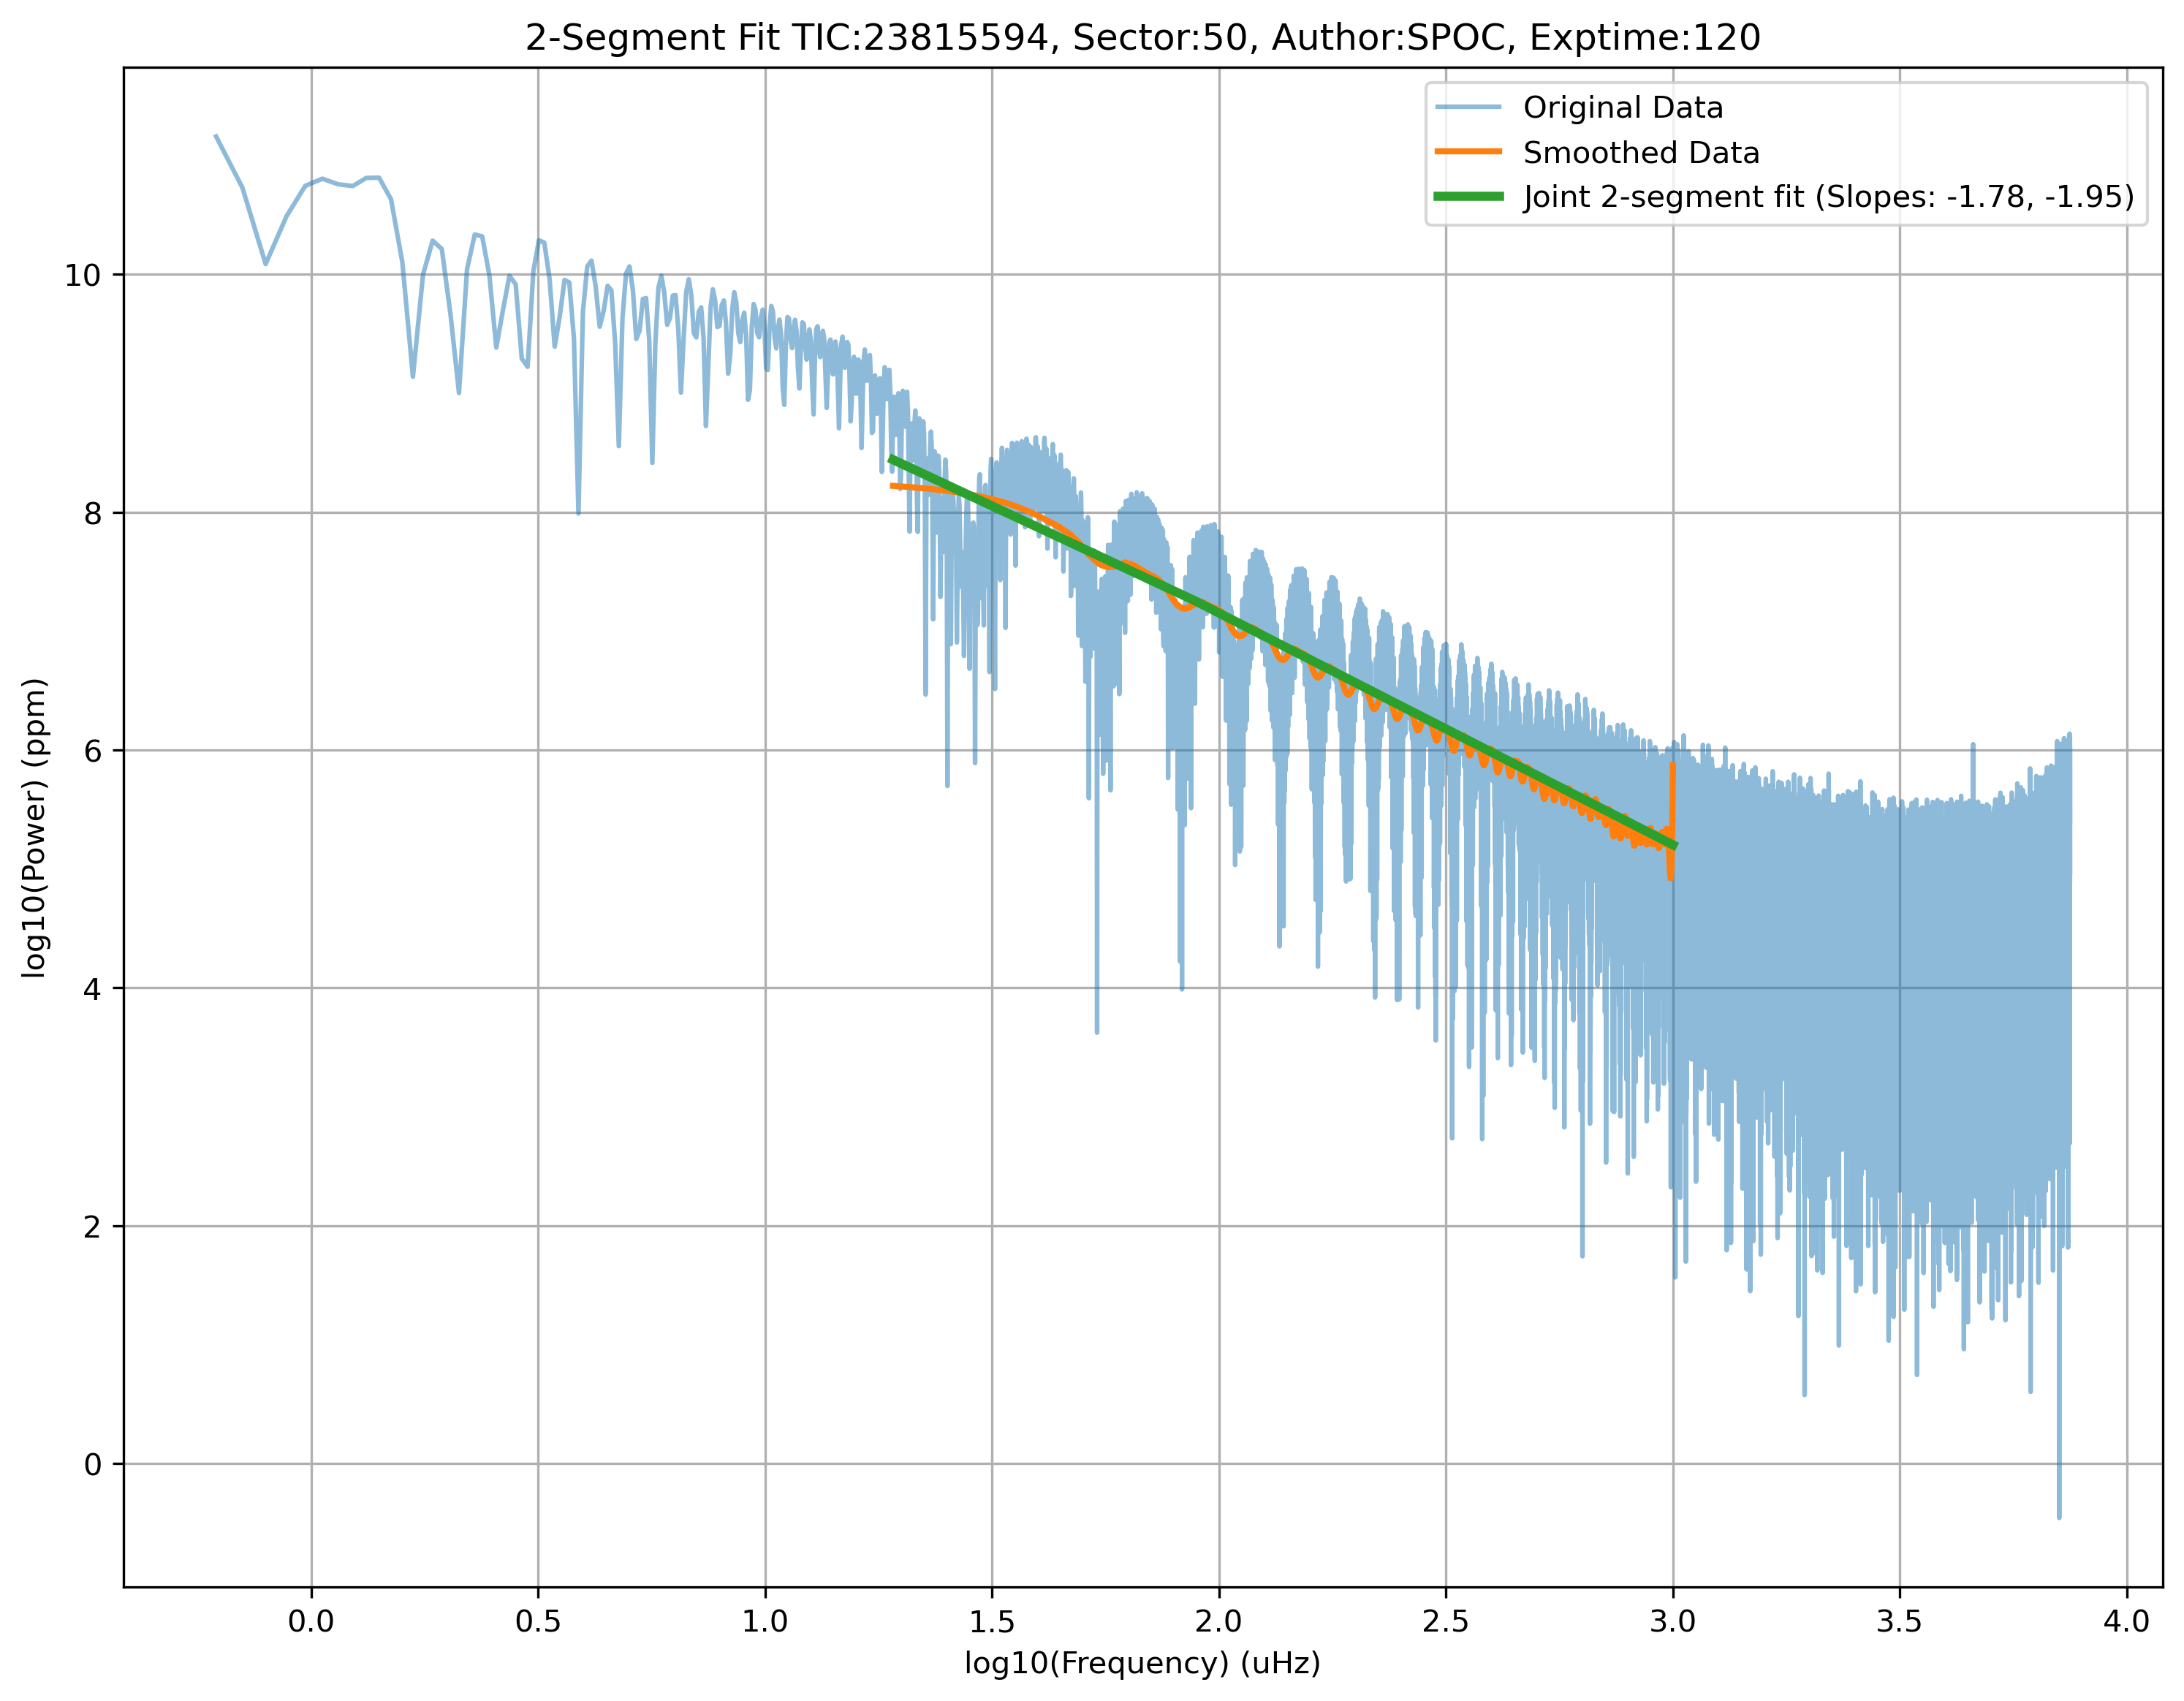 2-Segment Fit TIC:23815594, Sector:50, Author:SPOC, Exptime:120
Original Data
Smoothed Data
Joint 2-segment fit (Slopes: -1.78, -1.95)
log10(Power) (ppm)
10
8
6
4
2
0
0.0 0.5 1.0 1.5 2.0 2.5 3.0 3.5 4.0
log10(Frequency) (uHz)